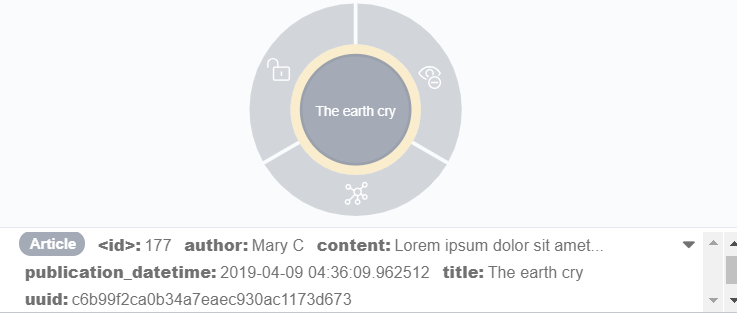 The earth cry
Article <id>: 177 author: Mary C content: Lorem ipsum dolor sit amet...
publication_datetime: 2019-04-09 04:36:09.962512 title: The earth cry
uuid: c6b99f2ca0b34a7eaec930ac1173d673